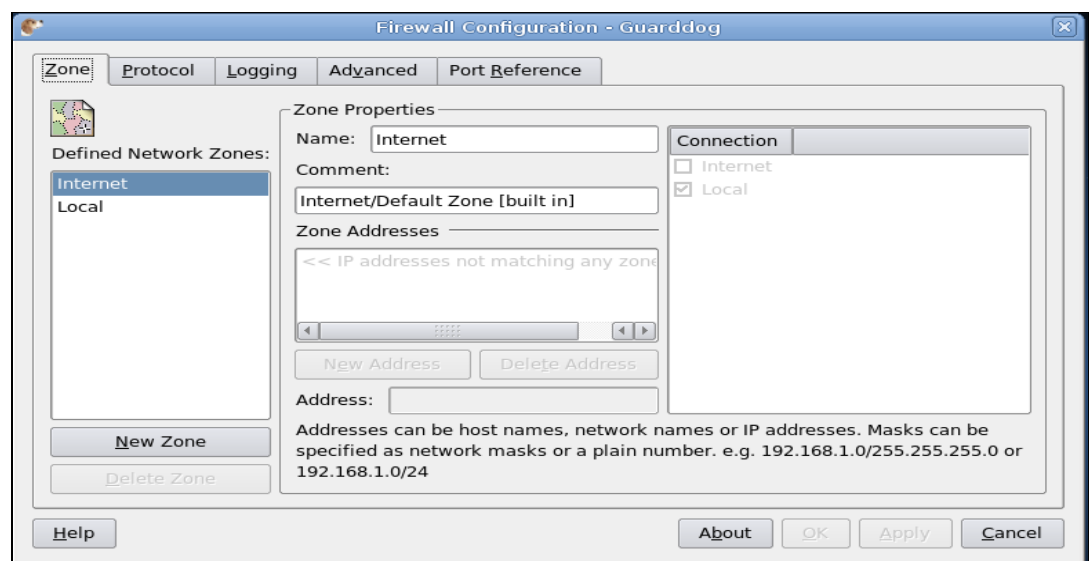 Firewall Configuration - Guarddog
Zone
Protocol
Logging
Advanced
Port Reference
Defined Network Zones:
Internet
Local
New Zone
Delete Zone
Zone Properties
Name: Internet
Comment:
Internet/Default Zone [built in]
Zone Addresses
<< IP addresses not matching any zone
New Address
Delete Address
Address:
Connection
Internet
Local
Addresses can be host names, network names or IP addresses. Masks can be
specified as network masks or a plain number. e.g. 192.168.1.0/255.255.255.0 or
192.168.1.0/24
Help
About
OK
Apply
Cancel